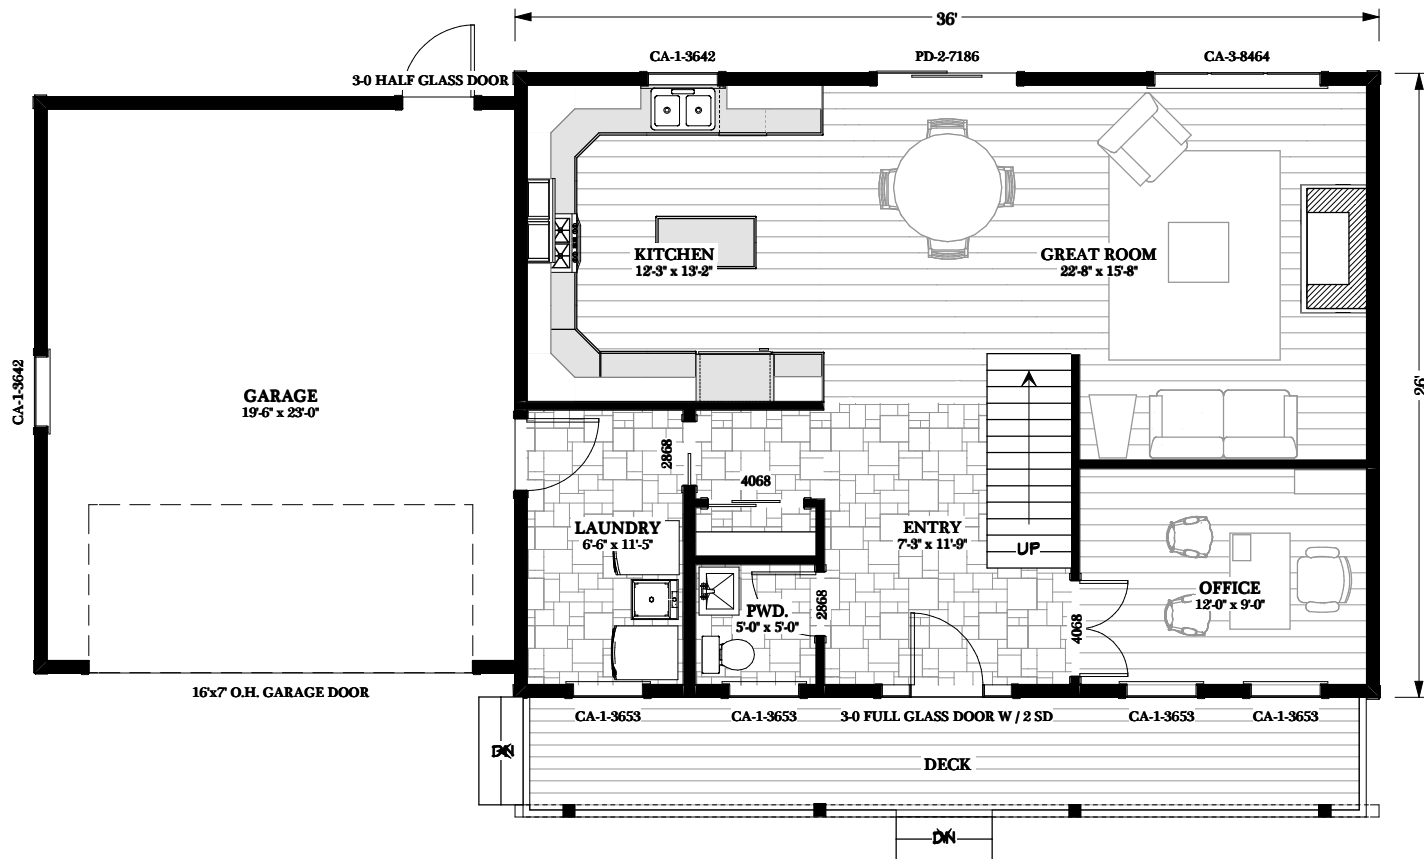 36'
CA-1-3642
PD-2-7186
CA-3-8464
3-0 HALF GLASS DOOR
KITCHEN
12'-3" x 13'-2"
GREAT ROOM
22'-8" x 15'-8"
CA-1-3642
GARAGE
19'-6" x 23'-0"
26'
2868
4068
LAUNDRY
6'-6" x 11'-5"
ENTRY
7'-3" x 11'-9"
UP
OFFICE
12'-0" x 9'-0"
PWD.
5'-0" x 5'-0"
2868
4068
16'x7' O.H. GARAGE DOOR
CA-1-3653
CA-1-3653
3-0 FULL GLASS DOOR W / 2 SD
CA-1-3653
CA-1-3653
DN
DECK
DN